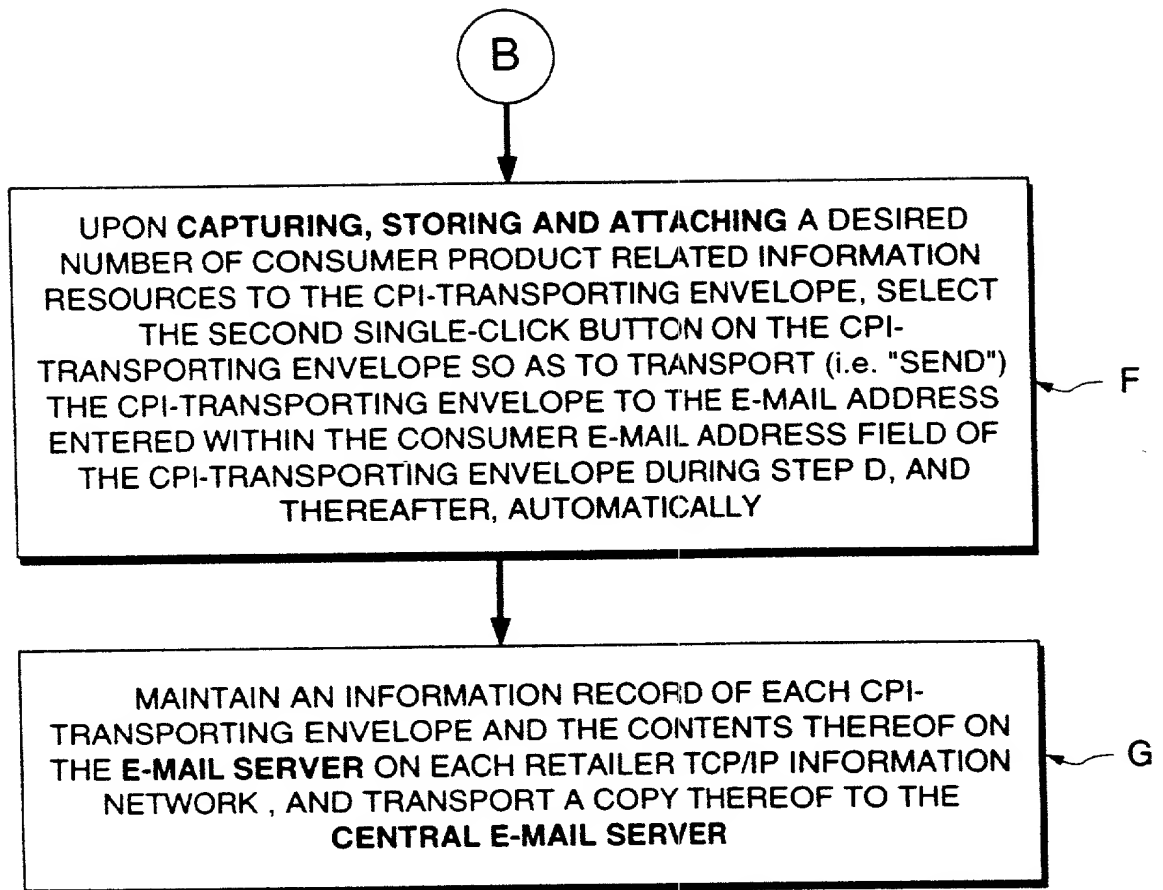 B
UPON CAPTURING, STORING AND ATTACHING A DESIRED
NUMBER OF CONSUMER PRODUCT RELATED INFORMATION
RESOURCES TO THE CPI-TRANSPORTING ENVELOPE, SELECT
THE SECOND SINGLE-CLICK BUTTON ON THE CPI-
TRANSPORTING ENVELOPE SO AS TO TRANSPORT (i.e. "SEND")
THE CPI-TRANSPORTING ENVELOPE TO THE E-MAIL ADDRESS
ENTERED WITHIN THE CONSUMER E-MAIL ADDRESS FIELD OF
THE CPI-TRANSPORTING ENVELOPE DURING STEP D, AND
THEREAFTER, AUTOMATICALLY
F
MAINTAIN AN INFORMATION RECORD OF EACH CPI-
TRANSPORTING ENVELOPE AND THE CONTENTS THEREOF ON
THE E-MAIL SERVER ON EACH RETAILER TCP/IP INFORMATION
NETWORK , AND TRANSPORT A COPY THEREOF TO THE
CENTRAL E-MAIL SERVER
G